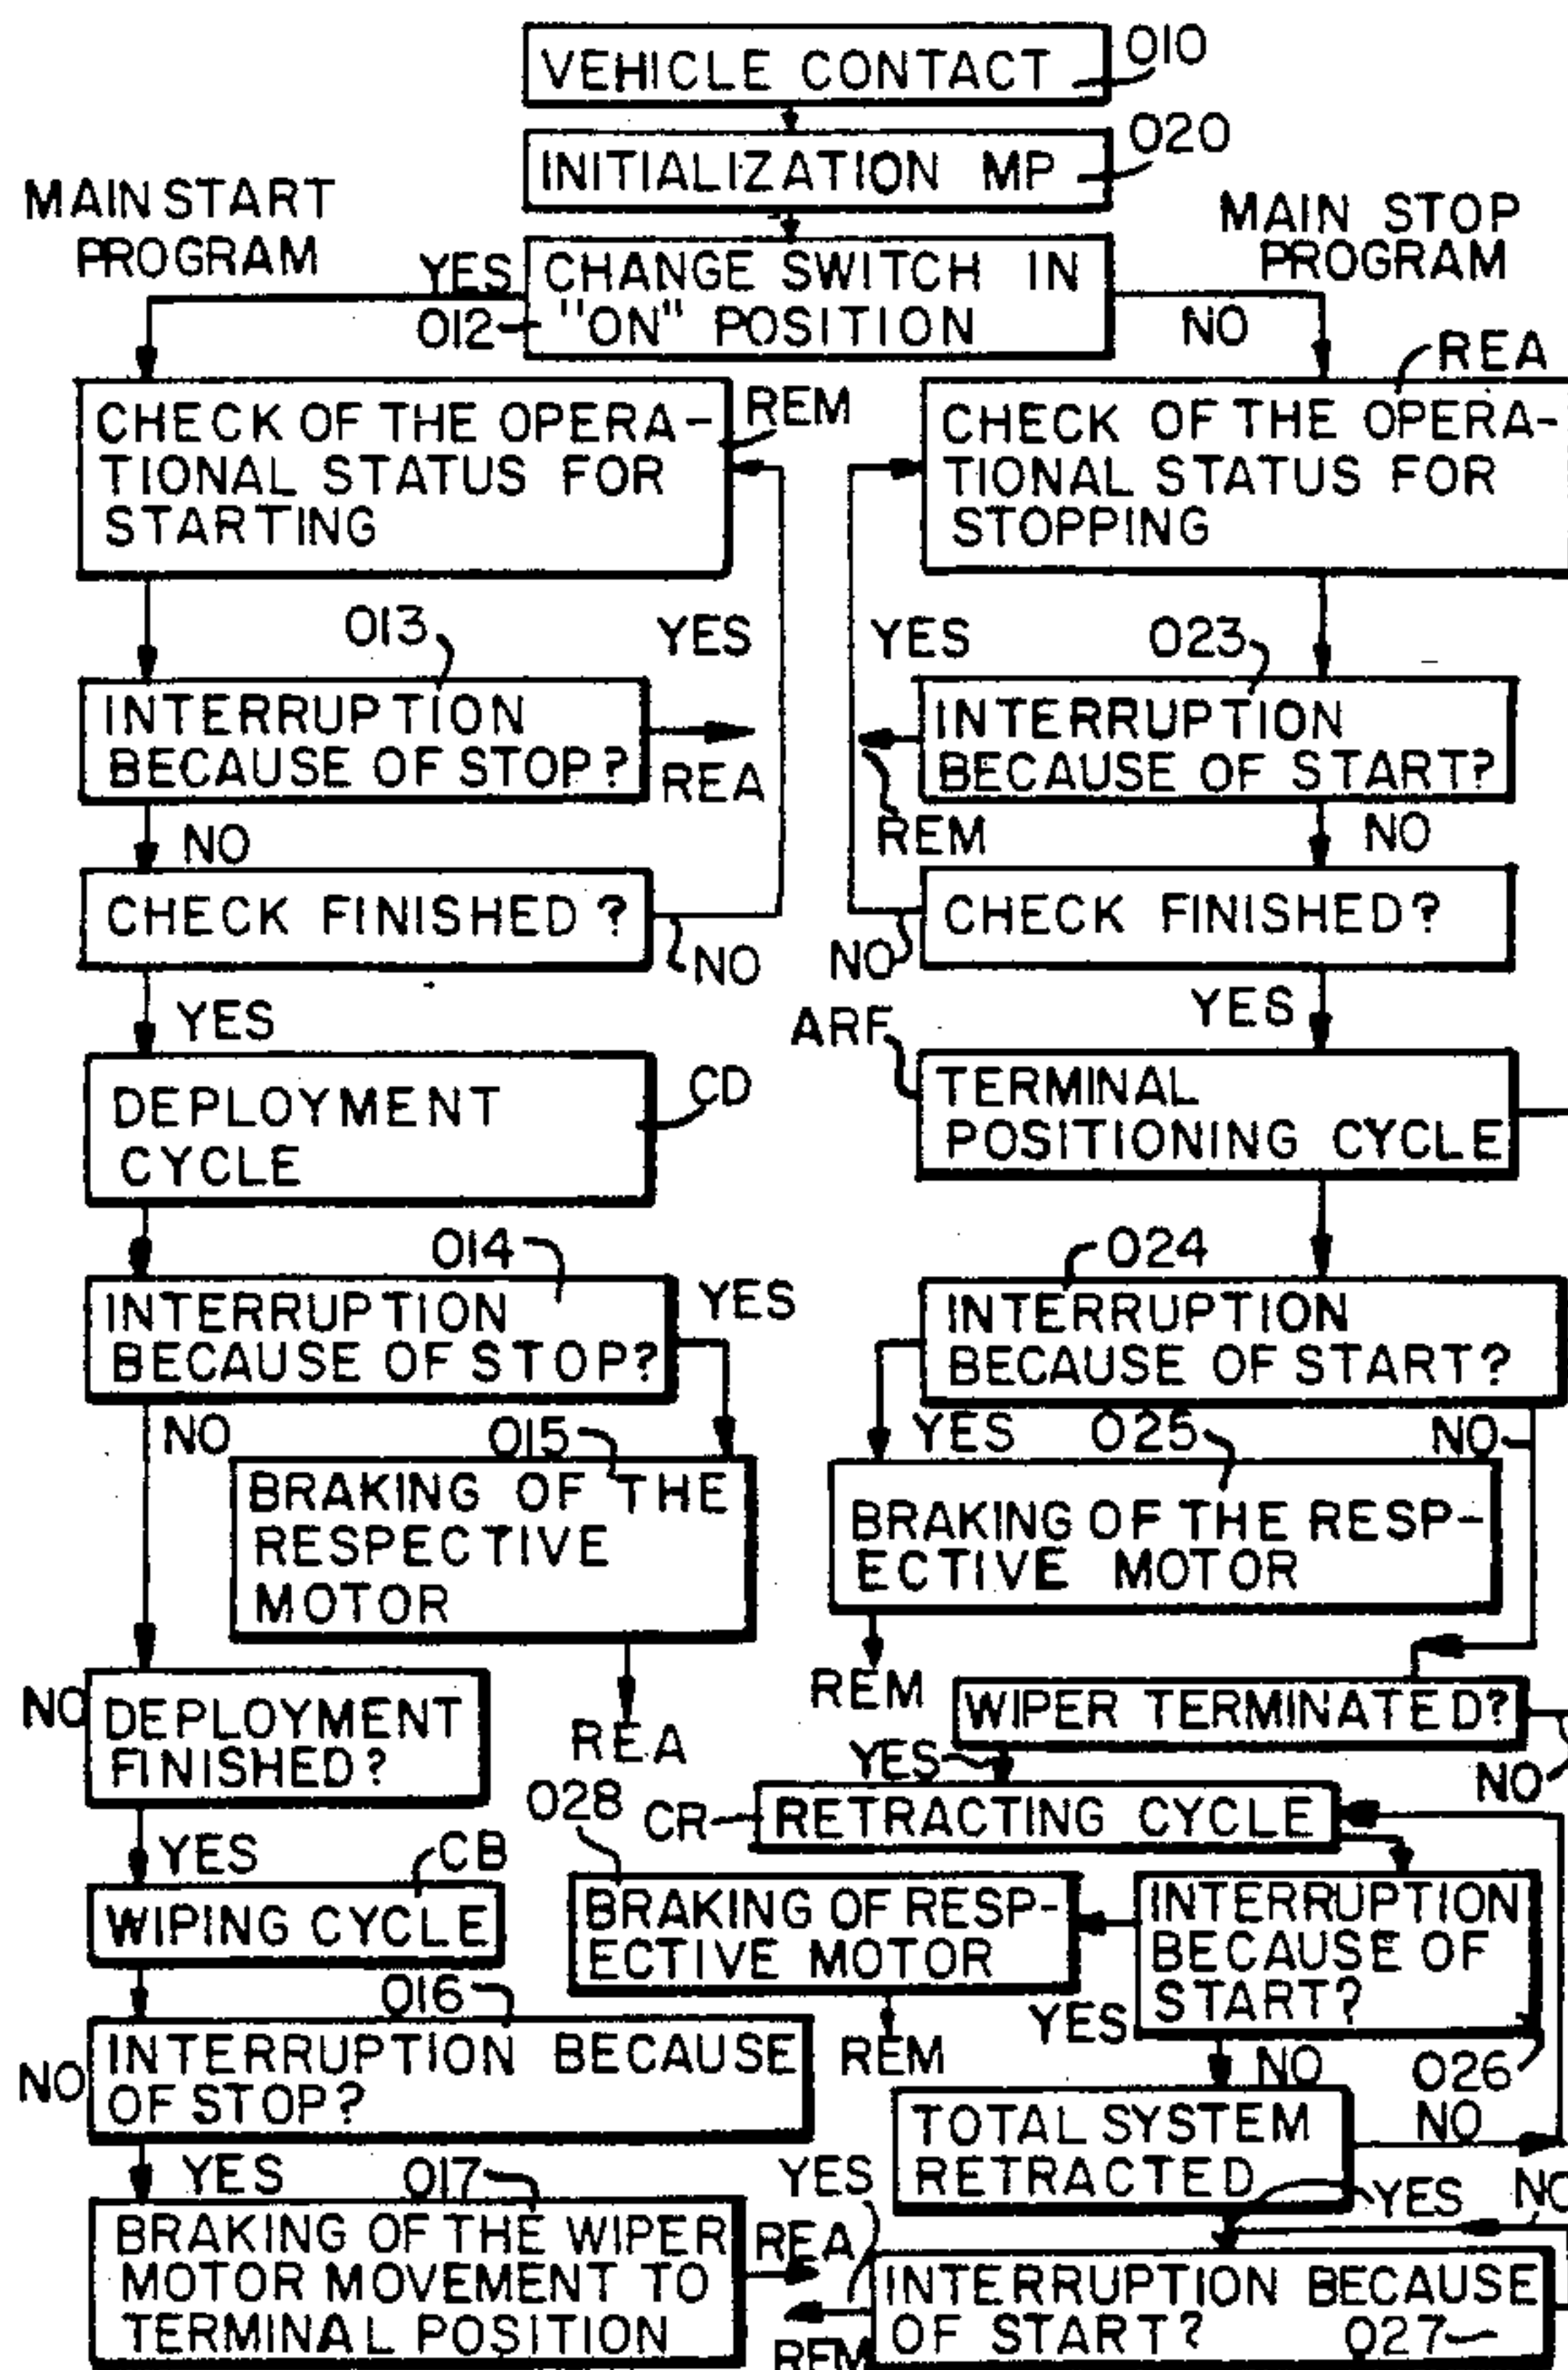 VEHICLE CONTACT
010
INITIALIZATION MP
020
MAIN START
PROGRAM
MAIN STOP
PROGRAM
YES
CHANGE SWITCH IN
"ON" POSITION
012
NO
REA
CHECK OF THE OPERA-
TIONAL STATUS FOR
STARTING
REM
CHECK OF THE OPERA-
TIONAL STATUS FOR
STOPPING
013
YES
YES
023
INTERRUPTION
BECAUSE OF STOP?
REA
INTERRUPTION
BECAUSE OF START?
REM
NO
NO
CHECK FINISHED?
NO
NO
CHECK FINISHED?
YES
ARF
YES
DEPLOYMENT
CYCLE
CD
TERMINAL
POSITIONING CYCLE
014
024
INTERRUPTION
BECAUSE OF STOP?
YES
INTERRUPTION
BECAUSE OF START?
NO
015
YES
025
NO
BRAKING OF THE
RESPECTIVE
MOTOR
BRAKING OF THE RESP-
ECTIVE MOTOR
REA
REM
NO
DEPLOYMENT
FINISHED?
WIPER TERMINATED?
YES
NO
028
CR
RETRACTING CYCLE
YES
CB
WIPING CYCLE
BRAKING OF RESP-
ECTIVE MOTOR
INTERRUPTION
BECAUSE OF
START?
016
YES
REM
NO
026
NO
INTERRUPTION BECAUSE
OF STOP?
TOTAL SYSTEM
RETRACTED
NO
YES
017
YES
YES
NO
BRAKING OF THE WIPER
MOTOR MOVEMENT TO
TERMINAL POSITION
REA
REM
INTERRUPTION BECAUSE
OF START?
027